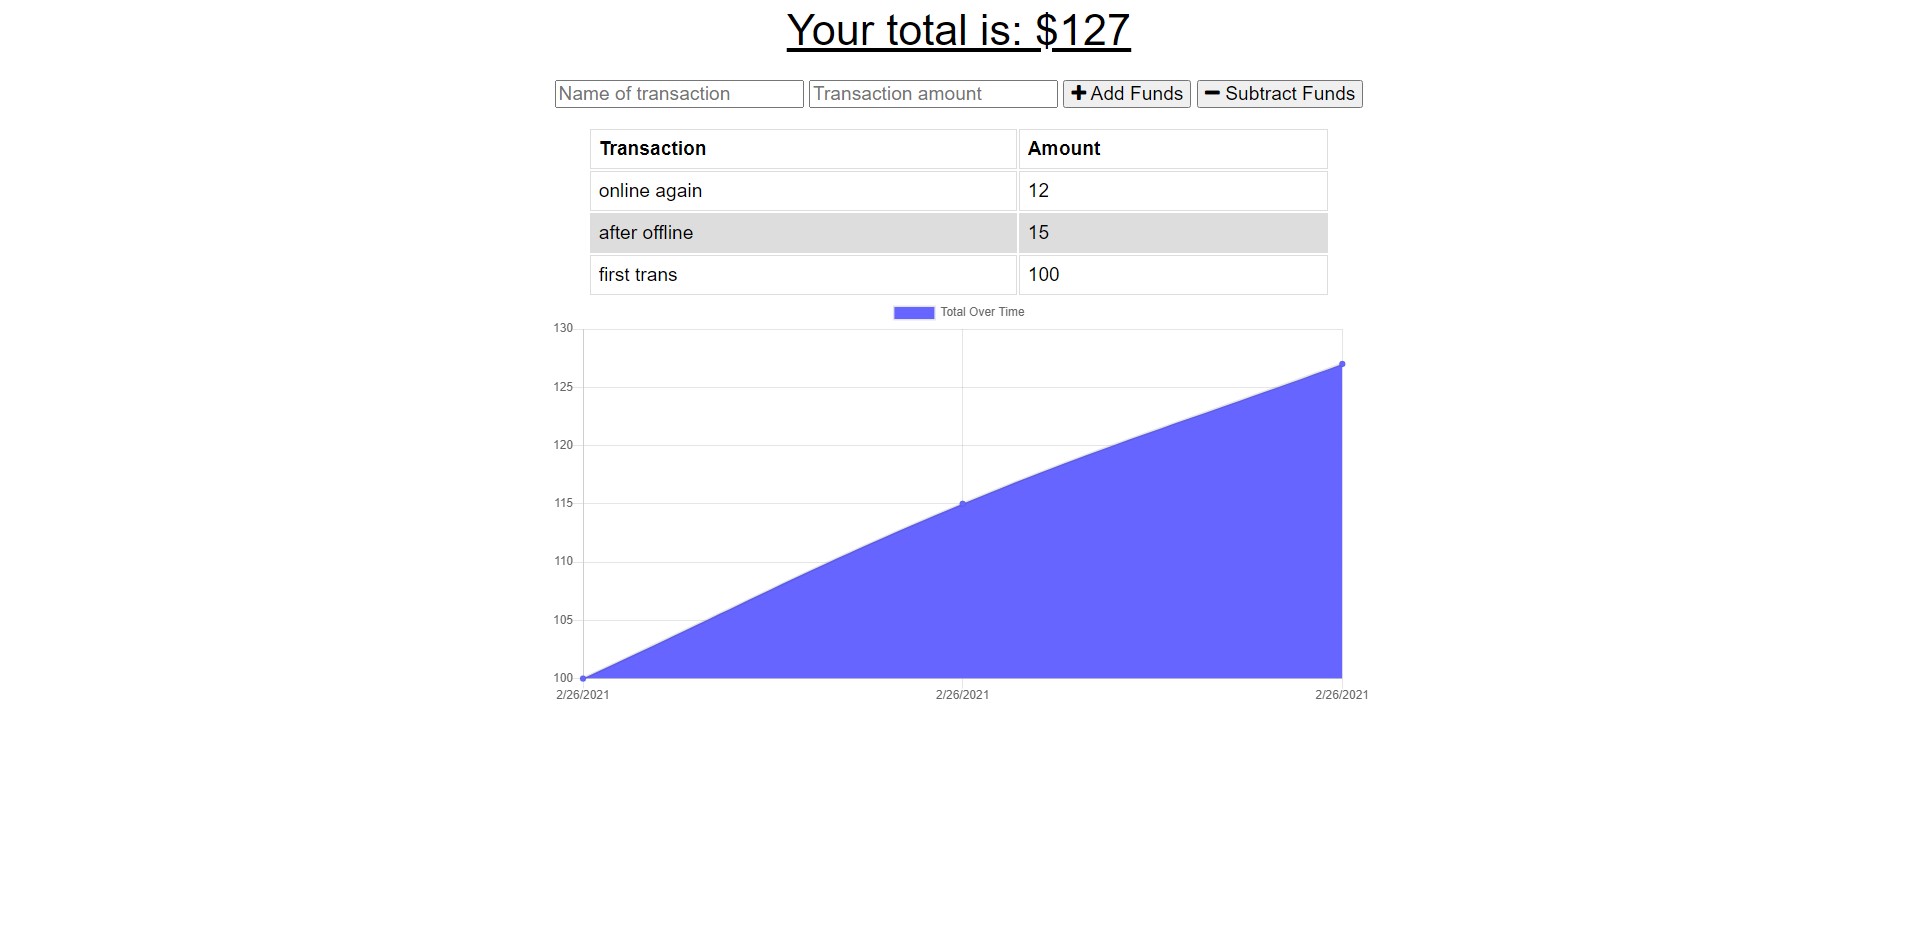 Your total is: $127
Name of transaction Transaction amount Add Funds Subtract Funds
Transaction Amount
online again 12
after offline 15
first trans 100
Total Over Time
130
125
120
115
110
105
100
2/26/2021 2/26/2021 2/26/2021